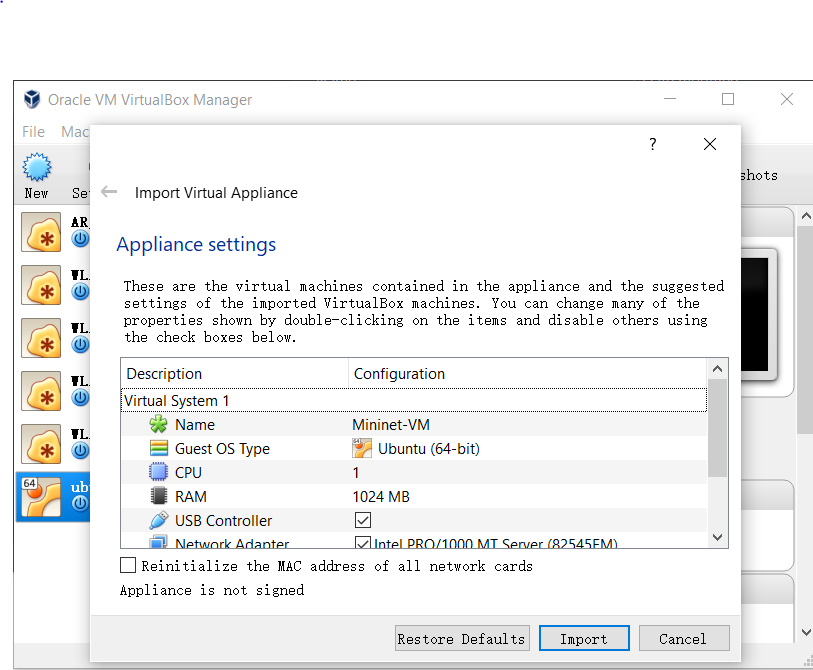 Oracle VM VirtualBox Manager
File Mac
? 
New Se
shots
Import Virtual Appliance
AR
Appliance settings
WL
These are the virtual machines contained in the appliance and the suggested
settings of the imported VirtualBox machines. You can change many of the
properties shown by double-clicking on the items and disable others using
the check boxes below.
WL
Description Configuration
WL
Virtual System 1
Name Mininet-VM
WL
Guest OS Type 64 Ubuntu (64-bit)
CPU 1
64 ub
RAM 1024 MB
USB Controller
Network Adapter Intel PRO/1000 MT Server (82545EM)
Reinitialize the MAC address of all network cards
Appliance is not signed
Restore Defaults Import Cancel